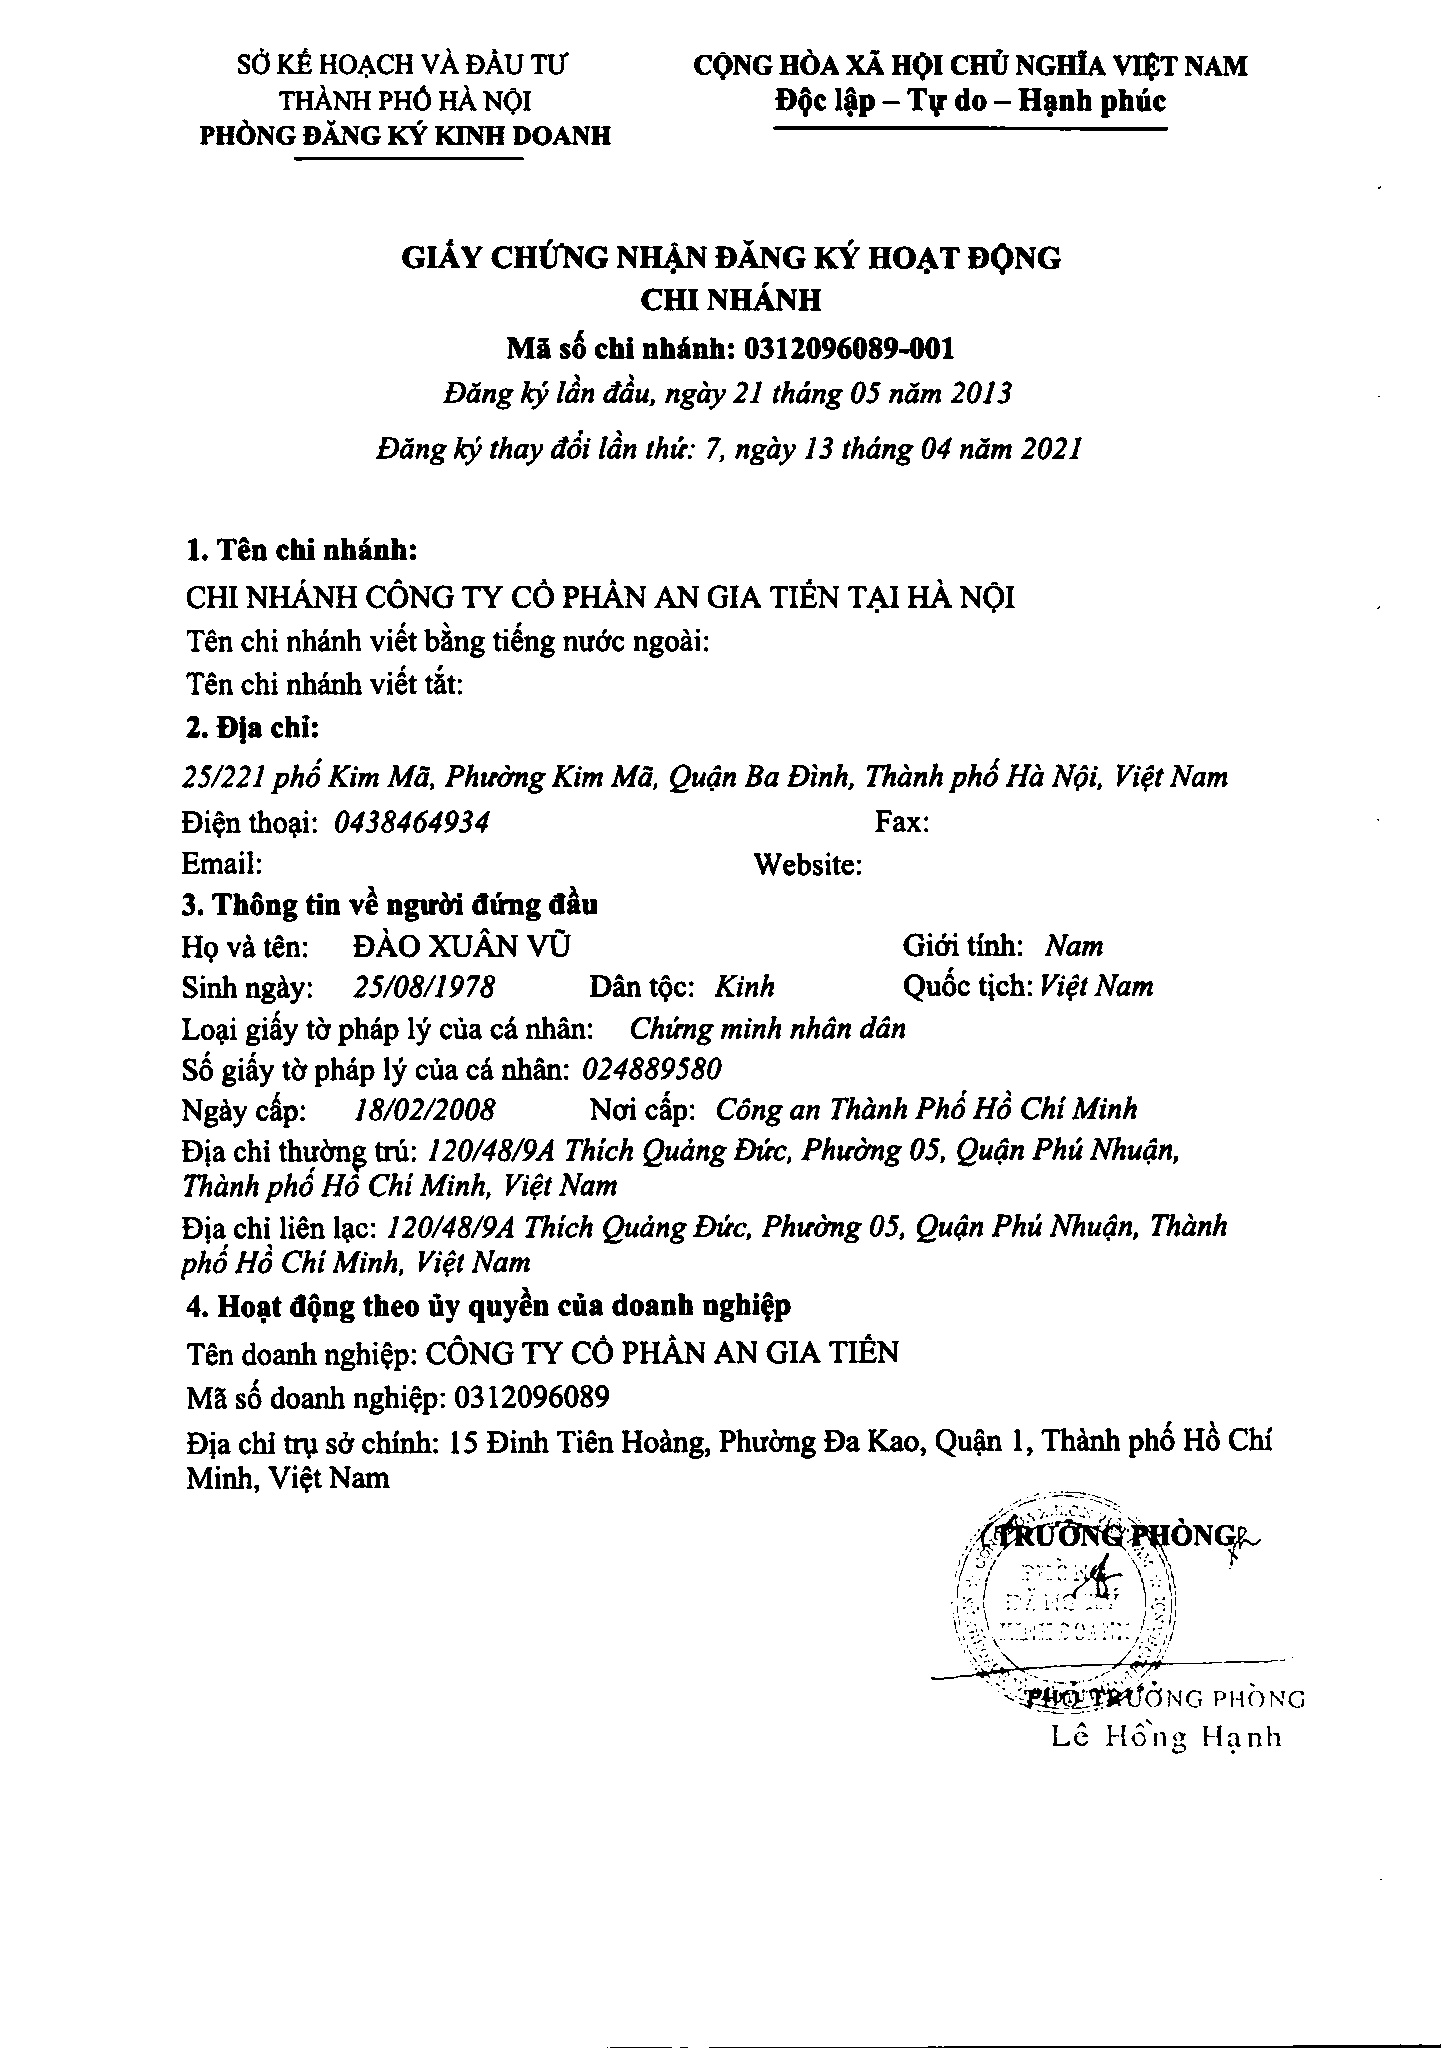 SỞ KẾ HOẠCH VÀ ĐẦU TƯ
THÀNH PHỐ HÀ NỘI
PHÒNG ĐĂNG KÝ KINH DOANH
CỘNG HÒA XÃ HỘI CHỦ NGHĨA VIỆT NAM
Độc lập – Tự do – Hạnh phúc
GIẤY CHỨNG NHẬN ĐĂNG KÝ HOẠT ĐỘNG
CHI NHÁNH
Mã số chi nhánh: 0312096089-001
Đăng ký lần đầu, ngày 21 tháng 05 năm 2013
Đăng ký thay đổi lần thứ: 7, ngày 13 tháng 04 năm 2021
1. Tên chi nhánh:
CHI NHÁNH CÔNG TY CỔ PHẦN AN GIA TIẾN TẠI HÀ NỘI
Tên chi nhánh viết bằng tiếng nước ngoài:
Tên chi nhánh viết tắt:
2. Địa chỉ:
25/221 phố Kim Mã, Phường Kim Mã, Quận Ba Đình, Thành phố Hà Nội, Việt Nam
Điện thoại: 0438464934 Fax:
Email: Website:
3. Thông tin về người đứng đầu
Họ và tên: ĐÀO XUÂN VŨ Giới tính: Nam
Sinh ngày: 25/08/1978 Dân tộc: Kinh Quốc tịch: Việt Nam
Loại giấy tờ pháp lý của cá nhân: Chứng minh nhân dân
Số giấy tờ pháp lý của cá nhân: 024889580
Ngày cấp: 18/02/2008 Nơi cấp: Công an Thành Phố Hồ Chí Minh
Địa chỉ thường trú: 120/48/9A Thích Quảng Đức, Phường 05, Quận Phú Nhuận,
Thành phố Hồ Chí Minh, Việt Nam
Địa chỉ liên lạc: 120/48/9A Thích Quảng Đức, Phường 05, Quận Phú Nhuận, Thành
phố Hồ Chí Minh, Việt Nam
4. Hoạt động theo ủy quyền của doanh nghiệp
Tên doanh nghiệp: CÔNG TY CỔ PHẦN AN GIA TIẾN
Mã số doanh nghiệp: 0312096089
Địa chỉ trụ sở chính: 15 Đinh Tiên Hoàng, Phường Đa Kao, Quận 1, Thành phố Hồ Chí
Minh, Việt Nam
TRƯỞNG PHÒNG
PHÒNG
ĐĂNG KÝ
KINH DOANH
PHÓ TRƯỞNG PHÒNG
Lê Hồng Hạnh